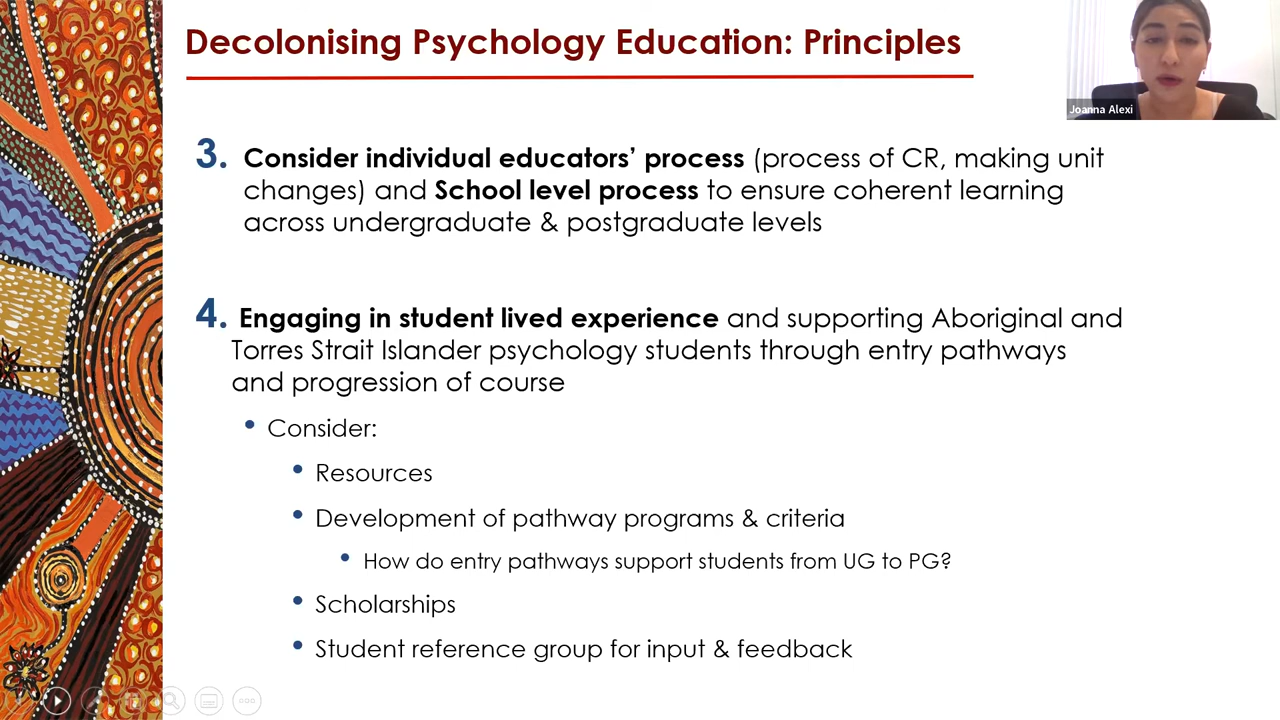 Decolonising Psychology Education: Principles
Joanna Alexi
3. Consider individual educators’ process (process of CR, making unit
changes) and School level process to ensure coherent learning
across undergraduate & postgraduate levels
4. Engaging in student lived experience and supporting Aboriginal and
Torres Strait Islander psychology students through entry pathways
and progression of course
• Consider:
• Resources
• Development of pathway programs & criteria
• How do entry pathways support students from UG to PG?
• Scholarships
• Student reference group for input & feedback